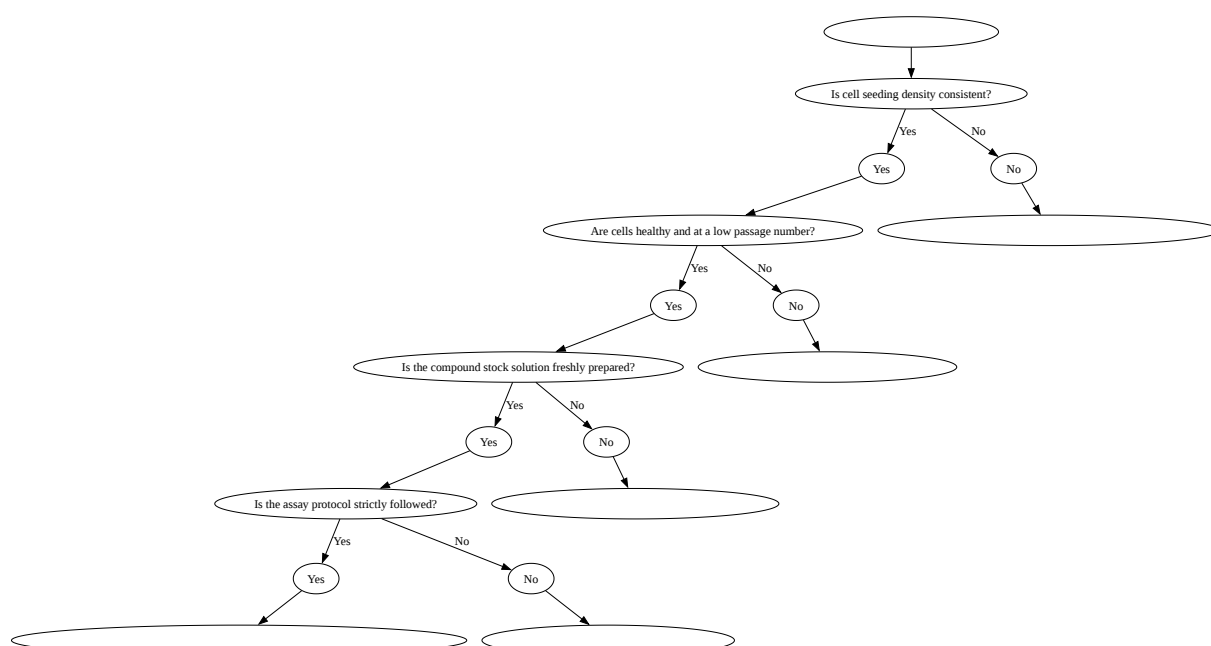 Is cell seeding density consistent?
Yes
No
Yes
No
Are cells healthy and at a low passage number?
Yes
No
Yes
No
Is the compound stock solution freshly prepared?
Yes
No
Yes
No
Is the assay protocol strictly followed?
Yes
No
Yes
No